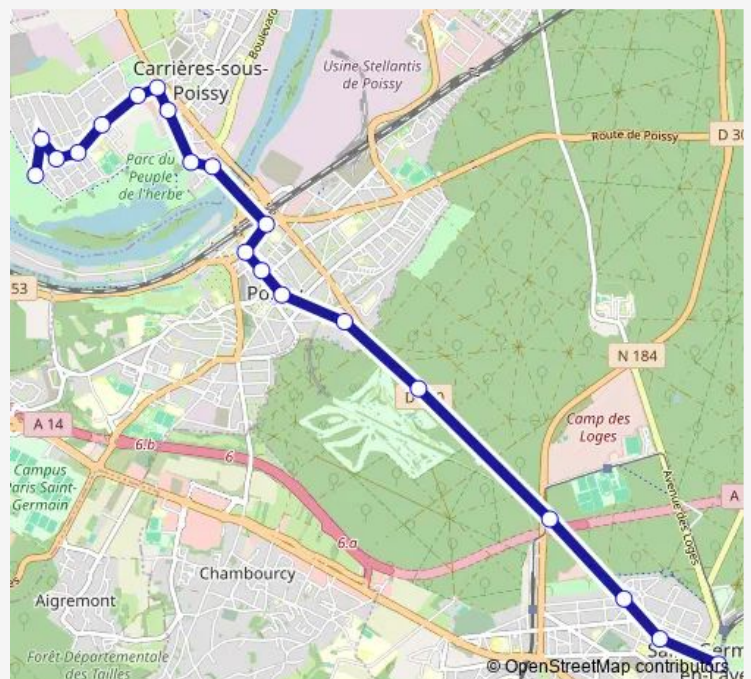 Carrières-sous-
Poissy
Boulevard
Usine Stellantis
de Poissy
Route de Poissy
D 30
Parc du
Peuple
de l'herbe
53
N 184
A 14
6.b
6
Camp des
Loges
Campus
Paris Saint-
Germain
6.a
Avenue des Loges
A
Chambourcy
Aigremont
Forêt Départementale
des Tailles
© OpenStreetMap contributors